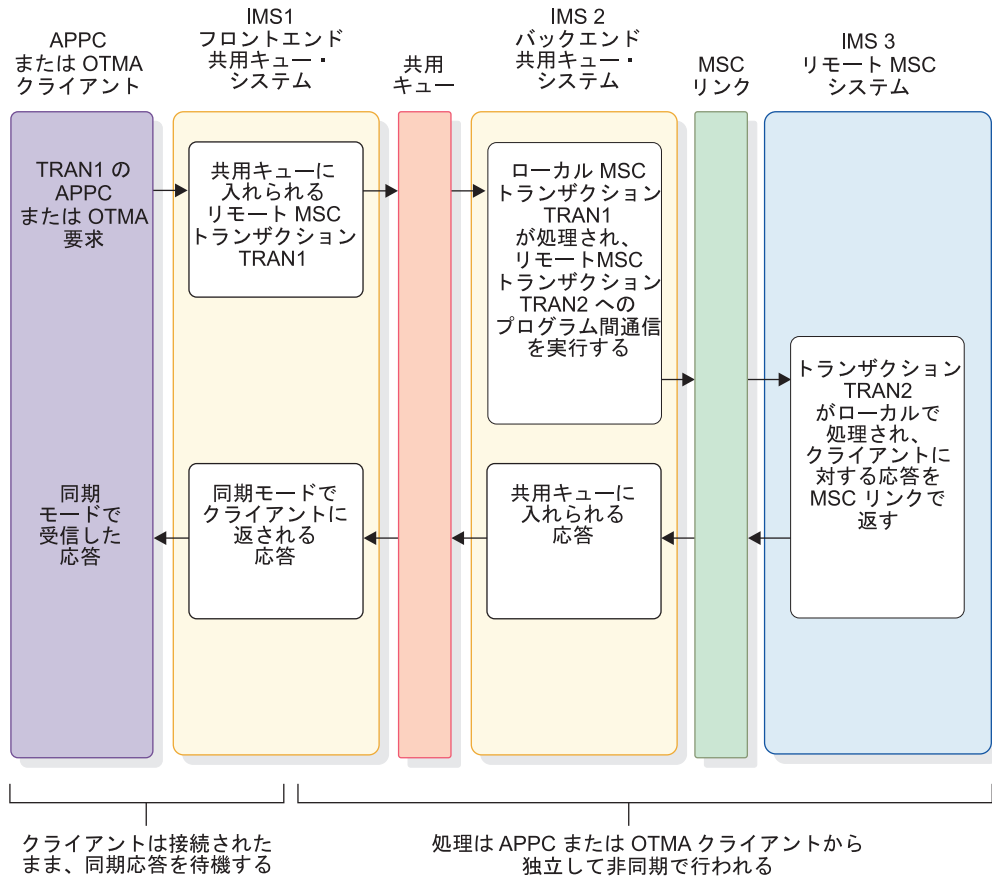 APPC
または OTMA
クライアント
IMS1
フロントエンド
共用キュー・
システム
共用
キュー
IMS 2
バックエンド
共用キュー・
システム
MSC
リンク
IMS 3
リモート MSC
システム
TRAN1 の
APPC
または OTMA
要求
共用キューに
入れられる
リモート MSC
トランザクション
TRAN1
ローカル MSC
トランザクション
TRAN1
が処理され、
リモートMSC
トランザクション
TRAN2 への
プログラム間通信
を実行する
トランザクション
TRAN2
がローカルで
処理され、
クライアントに
対する応答を
MSC リンクで
返す
同期
モードで
受信した
応答
同期モードで
クライアントに
返される
応答
共用キューに
入れられる
応答
クライアントは接続された
まま、同期応答を待機する
処理は APPC または OTMA クライアントから
独立して非同期で行われる